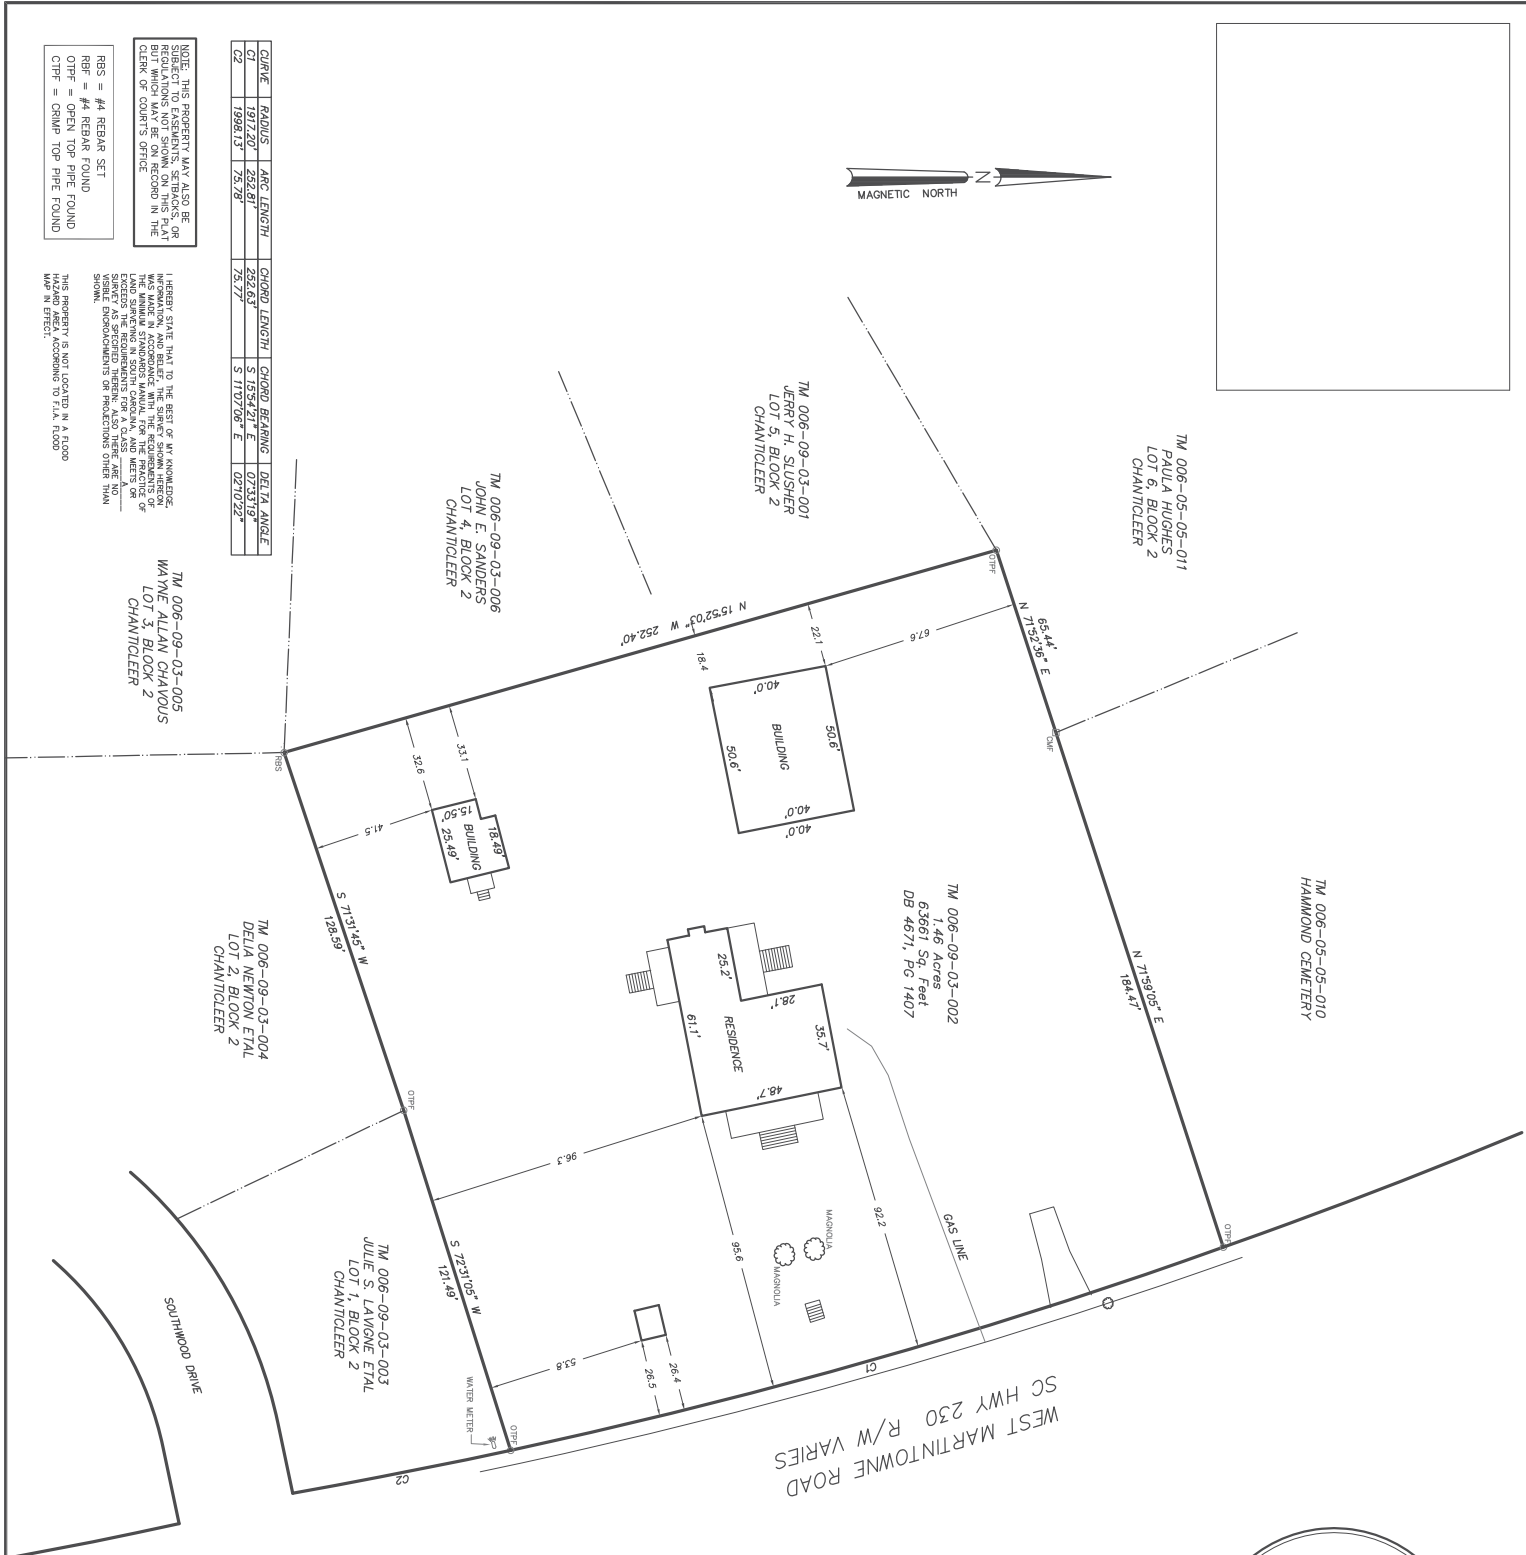 CURVE RADIUS ARC LENGTH CHORD LENGTH CHORD BEARING DELTA ANGLE
C1 1917.20' 252.81' 252.63' S 15°54'21" E 07°33'19"
C2 1998.13' 75.78' 75.77' S 11°07'06" E 02°10'22"
NOTE: THIS PROPERTY MAY ALSO BE
SUBJECT TO EASEMENTS, SETBACKS, OR
REGULATIONS NOT SHOWN ON THIS PLAT
BUT WHICH MAY BE ON RECORD IN THE
CLERK OF COURT'S OFFICE
RBS = #4 REBAR SET
RBF = #4 REBAR FOUND
OTPF = OPEN TOP PIPE FOUND
CTPF = CRIMP TOP PIPE FOUND
I HEREBY STATE THAT TO THE BEST OF MY KNOWLEDGE,
INFORMATION, AND BELIEF, THE SURVEY SHOWN HEREON
WAS MADE IN ACCORDANCE WITH THE REQUIREMENTS OF
THE MINIMUM STANDARDS MANUAL FOR THE PRACTICE OF
LAND SURVEYING IN SOUTH CAROLINA, AND MEETS OR
EXCEEDS THE REQUIREMENTS FOR A CLASS A
SURVEY AS SPECIFIED THEREIN; ALSO THERE ARE NO
VISIBLE ENCROACHMENTS OR PROJECTIONS OTHER THAN
SHOWN.
THIS PROPERTY IS NOT LOCATED IN A FLOOD
HAZARD AREA ACCORDING TO F.I.A. FLOOD
MAP IN EFFECT.
N
MAGNETIC NORTH
TM 006-05-05-011
PAULA HUGHES
LOT 6, BLOCK 2
CHANTICLEER
TM 006-09-03-001
JERRY H. SLUSHER
LOT 5, BLOCK 2
CHANTICLEER
TM 006-09-03-006
JOHN E. SANDERS
LOT 4, BLOCK 2
CHANTICLEER
TM 006-09-03-005
WAYNE ALLAN CHAVOUS
LOT 3, BLOCK 2
CHANTICLEER
OTPF
65.44'
N 71°52'36" E
CMF
N 15°52'03" W 252.40'
22.1
67.6
18.4
40.0'
50.6'
BUILDING
50.6'
40.0'
40.0'
RBS
33.1
32.6
41.5
15.50'
18.49'
BUILDING
25.49'
S 71°31'45" W
128.59'
TM 006-05-05-010
HAMMOND CEMETERY
N 71°59'05" E
184.47'
TM 006-09-03-002
1.46 Acres
63661 Sq. Feet
DB 4671, PG 1407
TM 006-09-03-004
DELIA NEWTON ETAL
LOT 2, BLOCK 2
CHANTICLEER
25.2'
28.1'
35.7'
61.1'
RESIDENCE
48.7'
OTPF
96.3
95.6
92.2
GAS LINE
MAGNOLIA
MAGNOLIA
OTPF
S 72°31'05" W
121.49'
TM 006-09-03-003
JULIE S. LAVIGNE ETAL
LOT 1, BLOCK 2
CHANTICLEER
SOUTHWOOD DRIVE
53.8
26.4
26.5
WATER METER
OTPF
C1
C2
WEST MARTINTOWNE ROAD
SC HWY 230 R/W VARIES